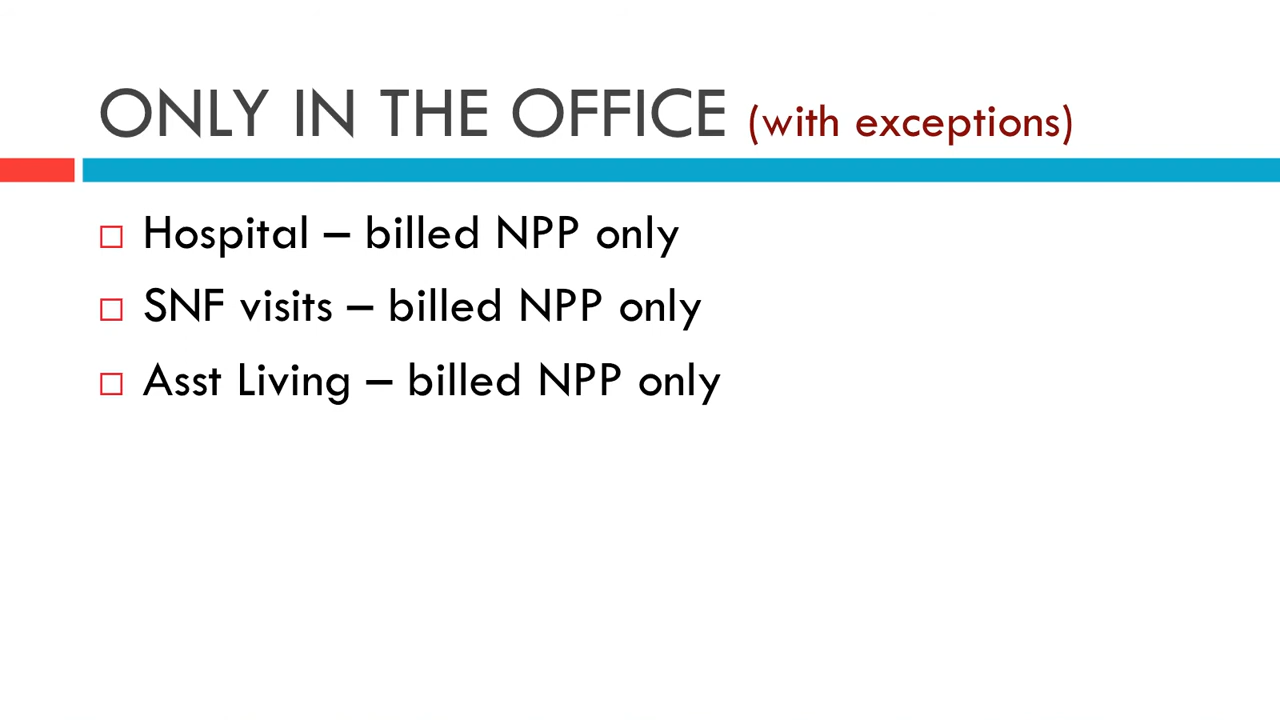 ONLY IN THE OFFICE (with exceptions)
Hospital – billed NPP only
SNF visits – billed NPP only
Asst Living – billed NPP only